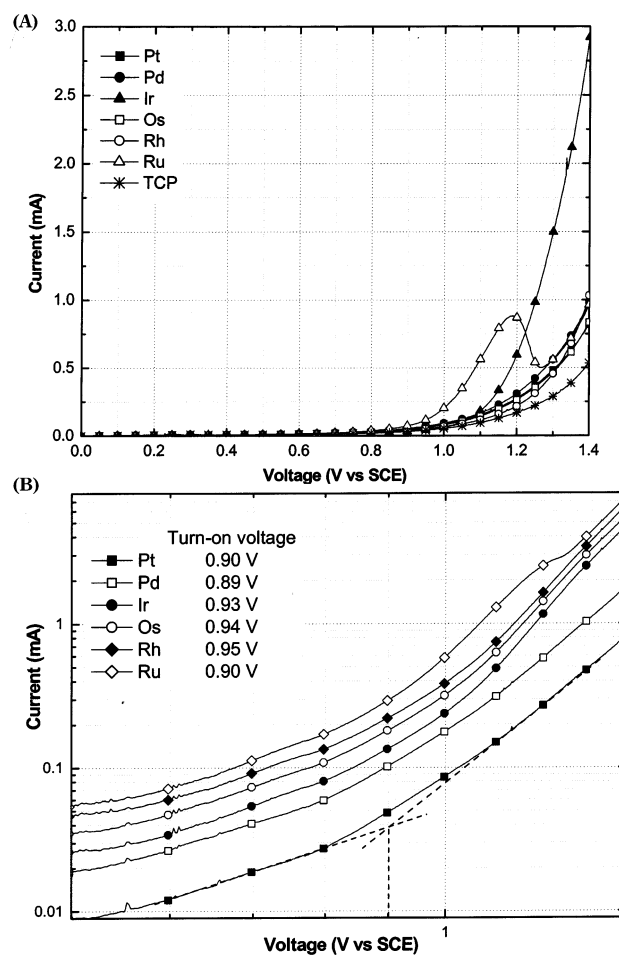 (A)
3.0
2.5
2.0
1.5
1.0
0.5
0.0
Current (mA)
Pt
Pd
Ir
Os
Rh
Ru
TCP
0.0 0.2 0.4 0.6 0.8 1.0 1.2 1.4
Voltage (V vs SCE)
(B)
Turn-on voltage
Pt 0.90 V
Pd 0.89 V
Ir 0.93 V
Os 0.94 V
Rh 0.95 V
Ru 0.90 V
1
0.1
0.01
Current (mA)
1
Voltage (V vs SCE)